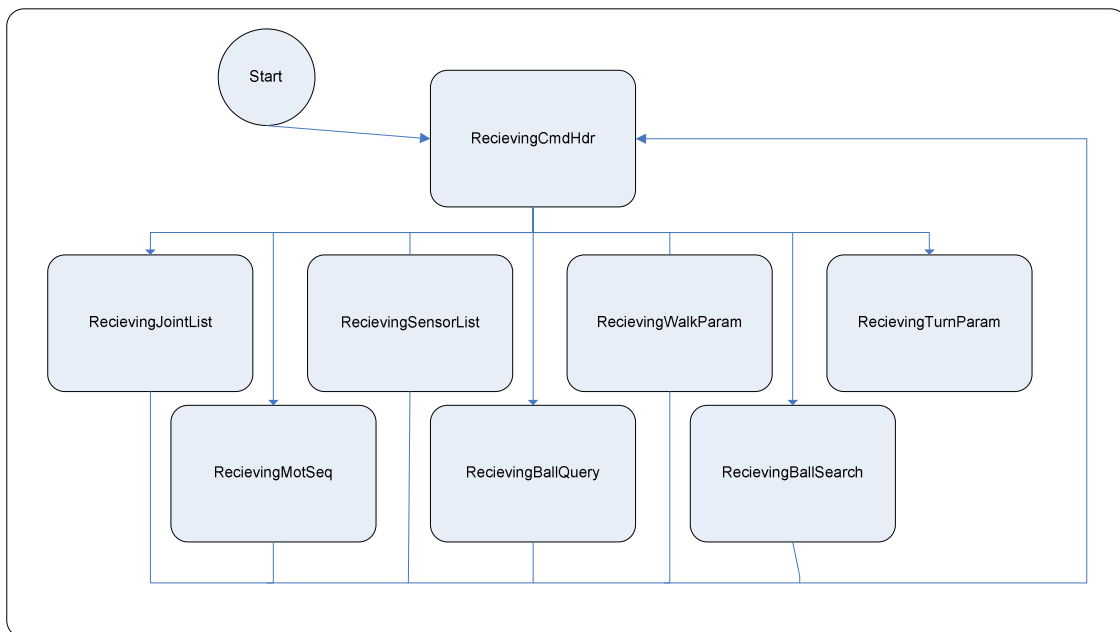 Start
RecievingCmdHdr
RecievingJointList
RecievingSensorList
RecievingWalkParam
RecievingTurnParam
RecievingMotSeq
RecievingBallQuery
RecievingBallSearch